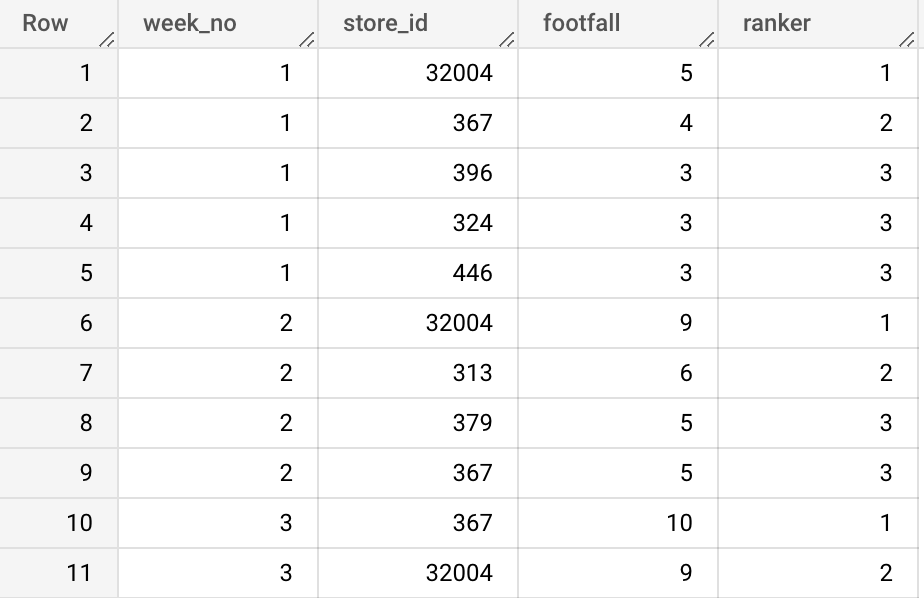 Row week_no store_id footfall ranker
1 1 32004 5 1
2 1 367 4 2
3 1 396 3 3
4 1 324 3 3
5 1 446 3 3
6 2 32004 9 1
7 2 313 6 2
8 2 379 5 3
9 2 367 5 3
10 3 367 10 1
11 3 32004 9 2